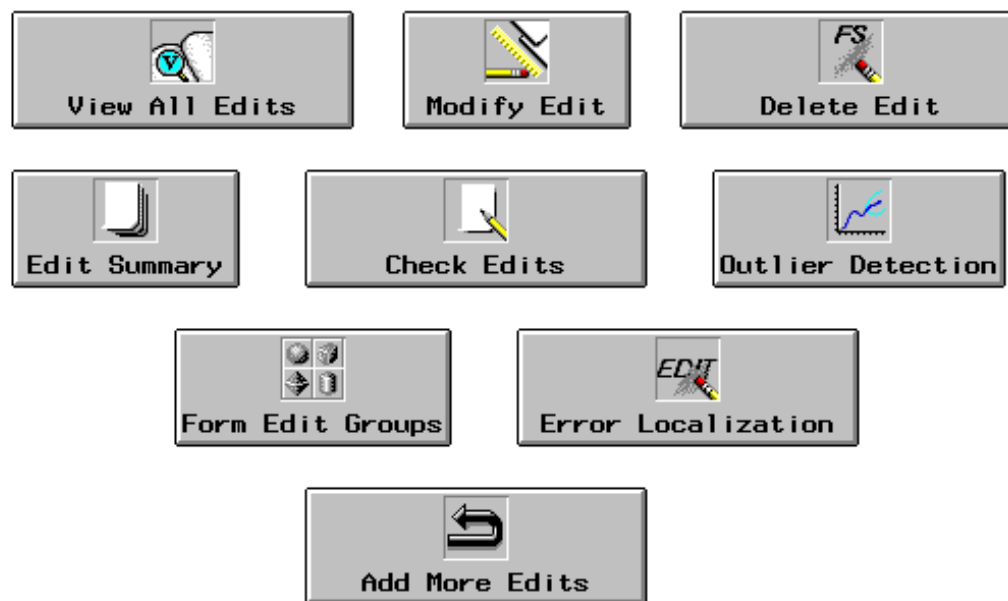 V
View All Edits
Modify Edit
FS
Delete Edit
Edit Summary
Check Edits
Outlier Detection
Form Edit Groups
EDIT
Error Localization
Add More Edits